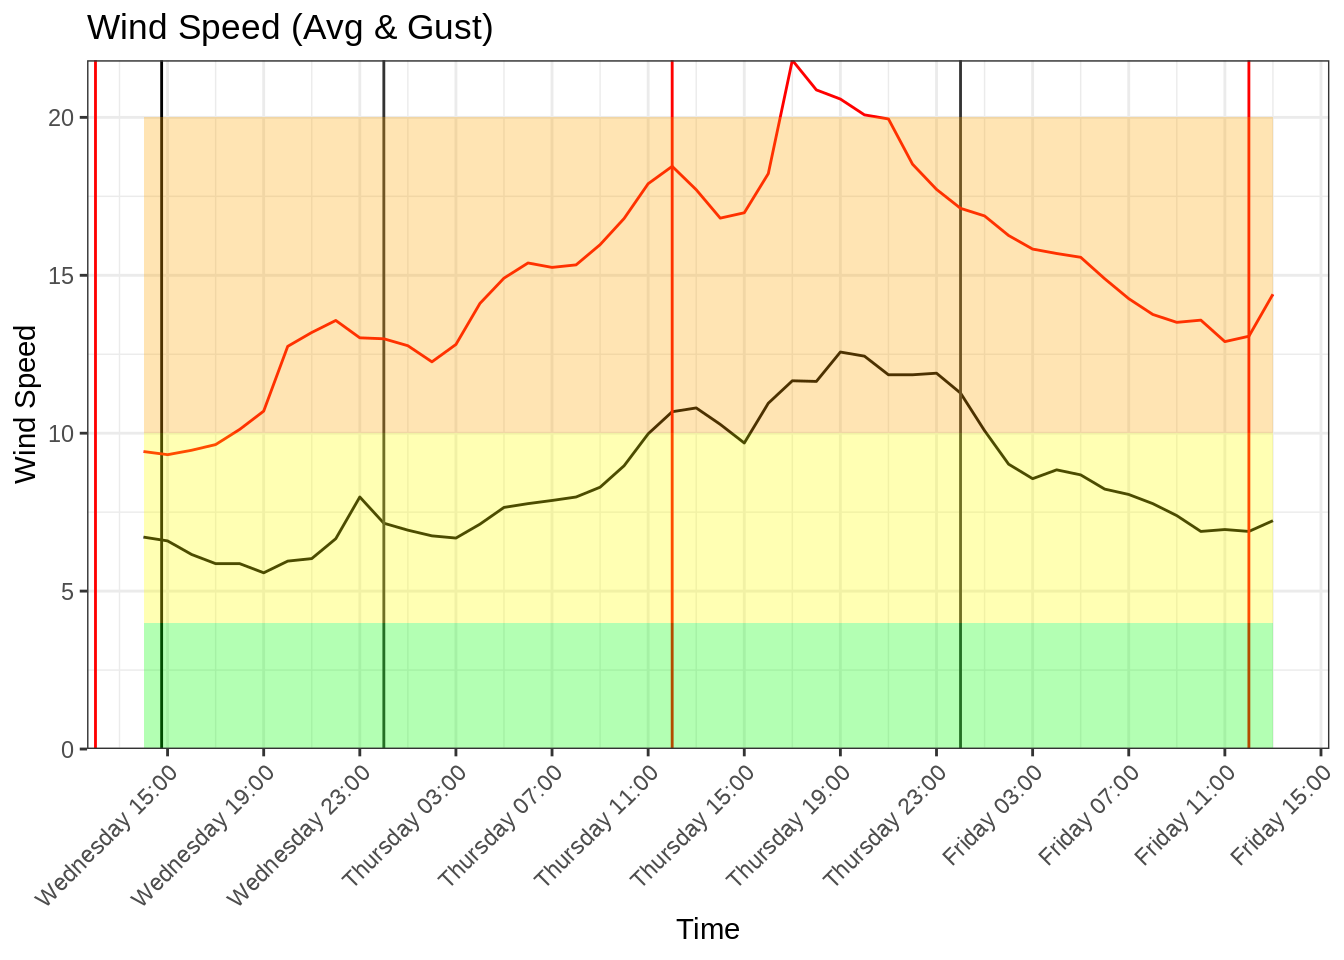 Wind Speed (Avg & Gust)
Wind Speed
20
15
10
5
0
Wednesday 15:00
Wednesday 19:00
Wednesday 23:00
Thursday 03:00
Thursday 07:00
Thursday 11:00
Thursday 15:00
Thursday 19:00
Thursday 23:00
Friday 03:00
Friday 07:00
Friday 11:00
Friday 15:00
Time